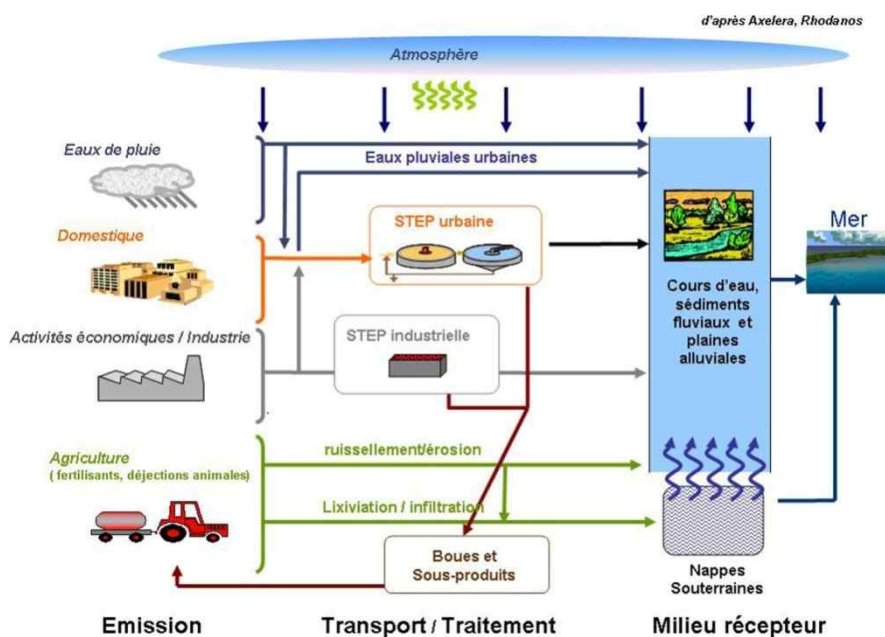 d'après Axelera, Rhodanos
Atmosphère
Eaux de pluie
Eaux pluviales urbaines
Domestique
STEP urbaine
Mer
Cours d'eau,
sédiments
fluviaux et
plaines
alluviales
Activités économiques / Industrie
STEP industrielle
Agriculture
( fertilisants, déjections animales)
ruissellement/érosion
Lixiviation / infiltration
Boues et
Sous-produits
Nappes
Souterraines
Emission
Transport / Traitement
Milieu récepteur